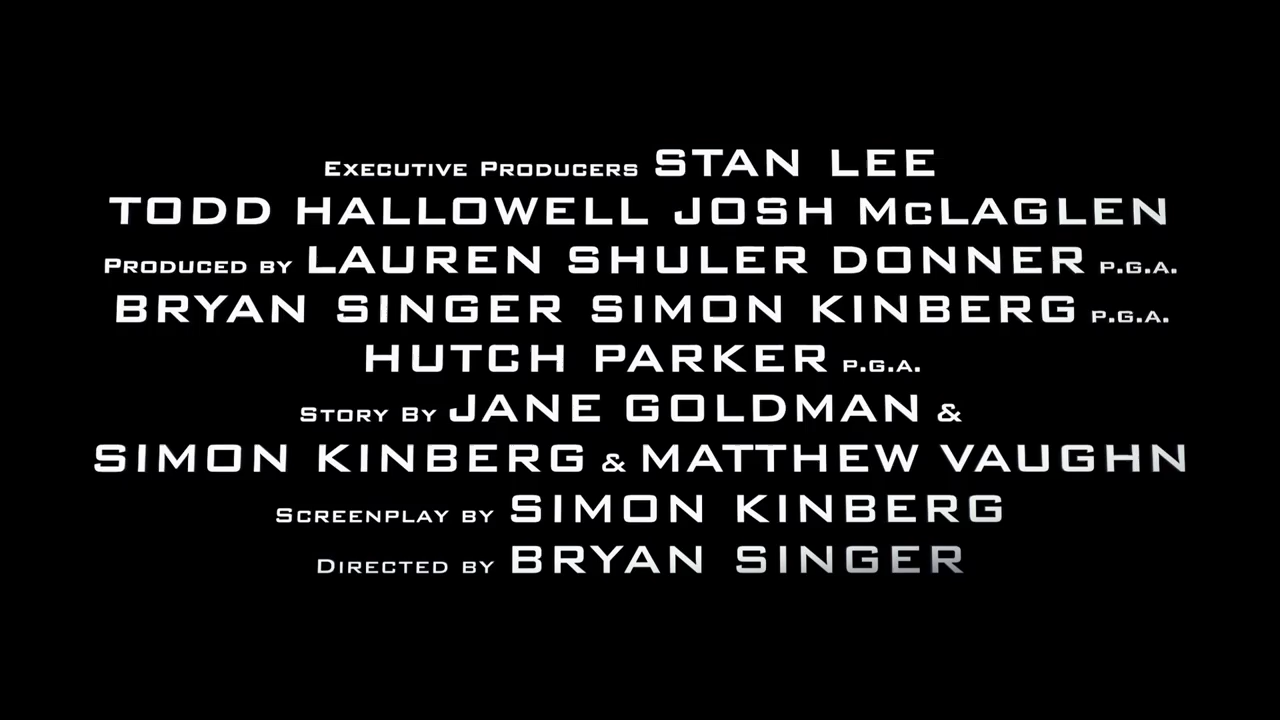 Executive Producers STAN LEE
TODD HALLOWELL JOSH McLAGLEN
Produced by LAUREN SHULER DONNER P.G.A.
BRYAN SINGER SIMON KINBERG P.G.A.
HUTCH PARKER P.G.A.
Story By JANE GOLDMAN &
SIMON KINBERG & MATTHEW VAUGHN
Screenplay by SIMON KINBERG
Directed by BRYAN SINGER